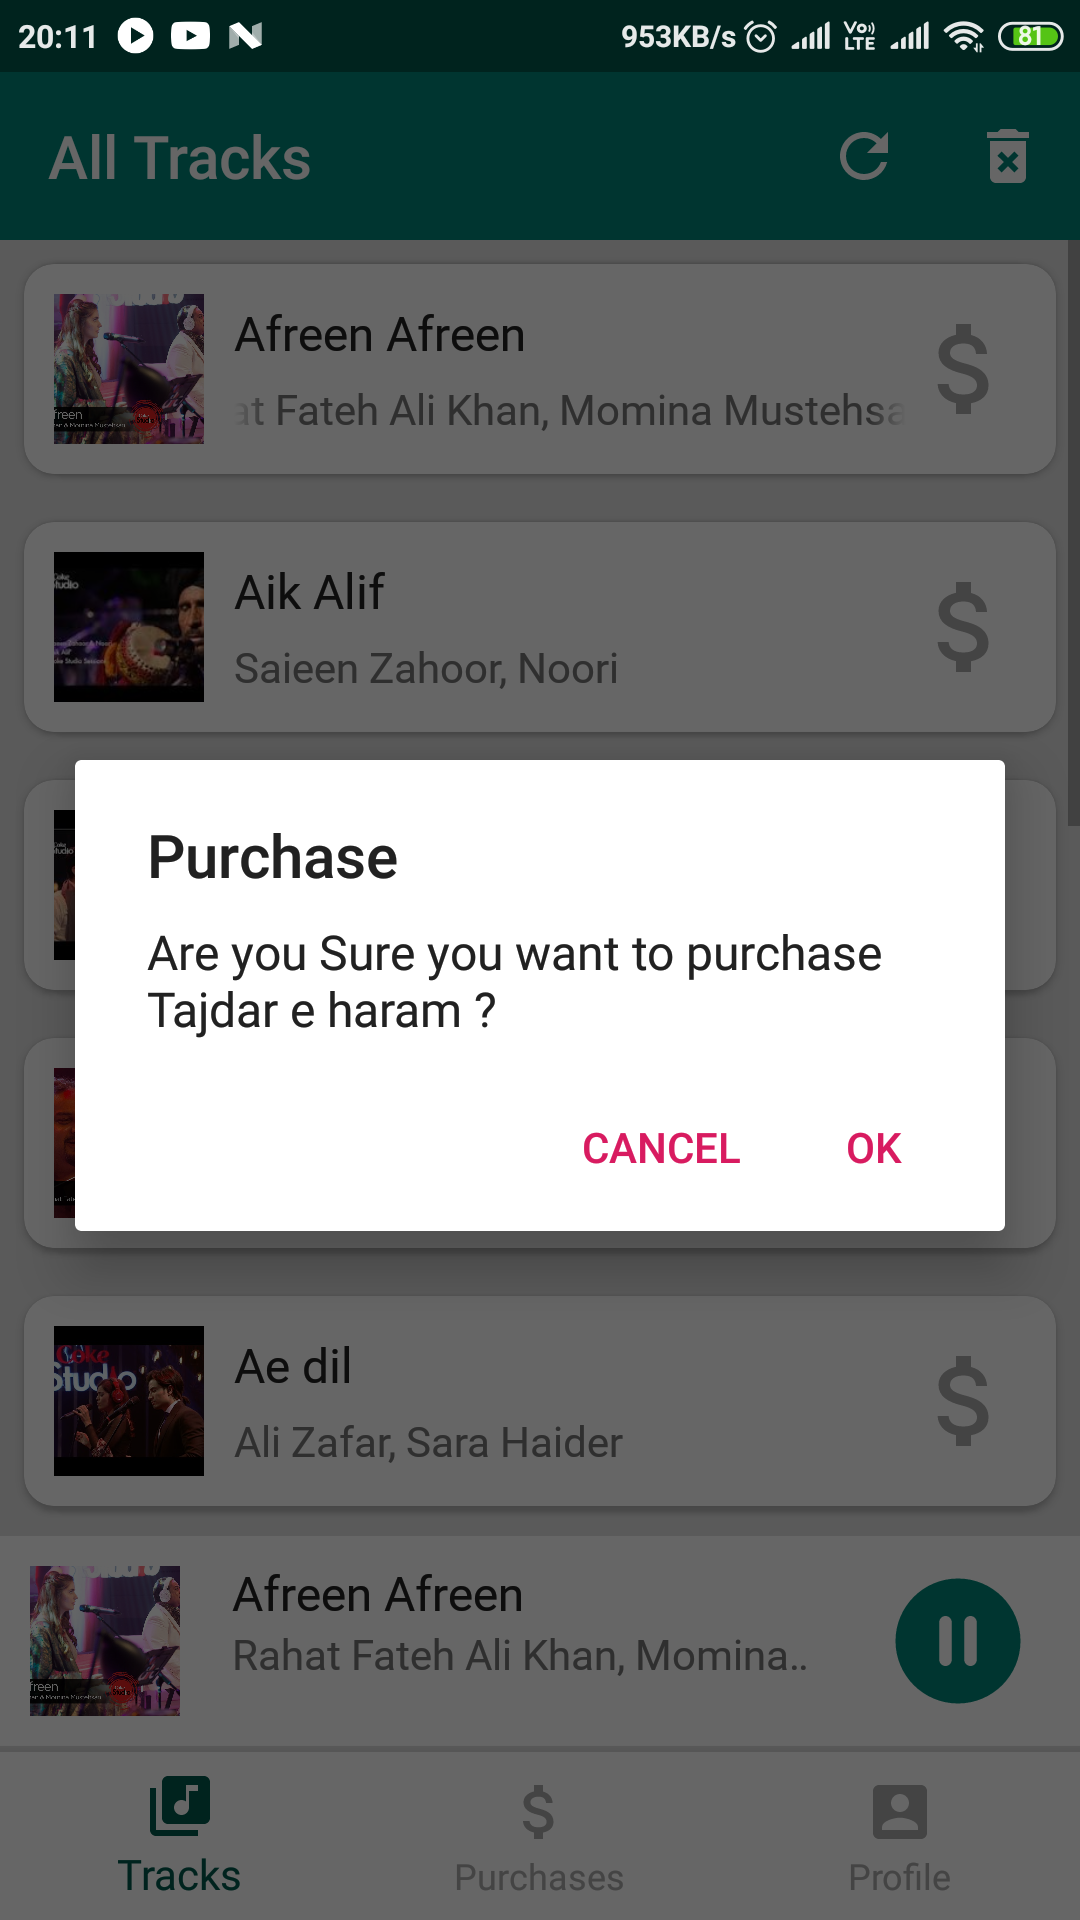 20:11 953KB/s VoLTE 81
All Tracks
Afreen Afreen
at Fateh Ali Khan, Momina Mustehsa
Aik Alif
Saieen Zahoor, Noori
Purchase
Are you Sure you want to purchase
Tajdar e haram ?
CANCEL OK
Ae dil
Ali Zafar, Sara Haider
Afreen Afreen
Rahat Fateh Ali Khan, Momina..
Tracks Purchases Profile